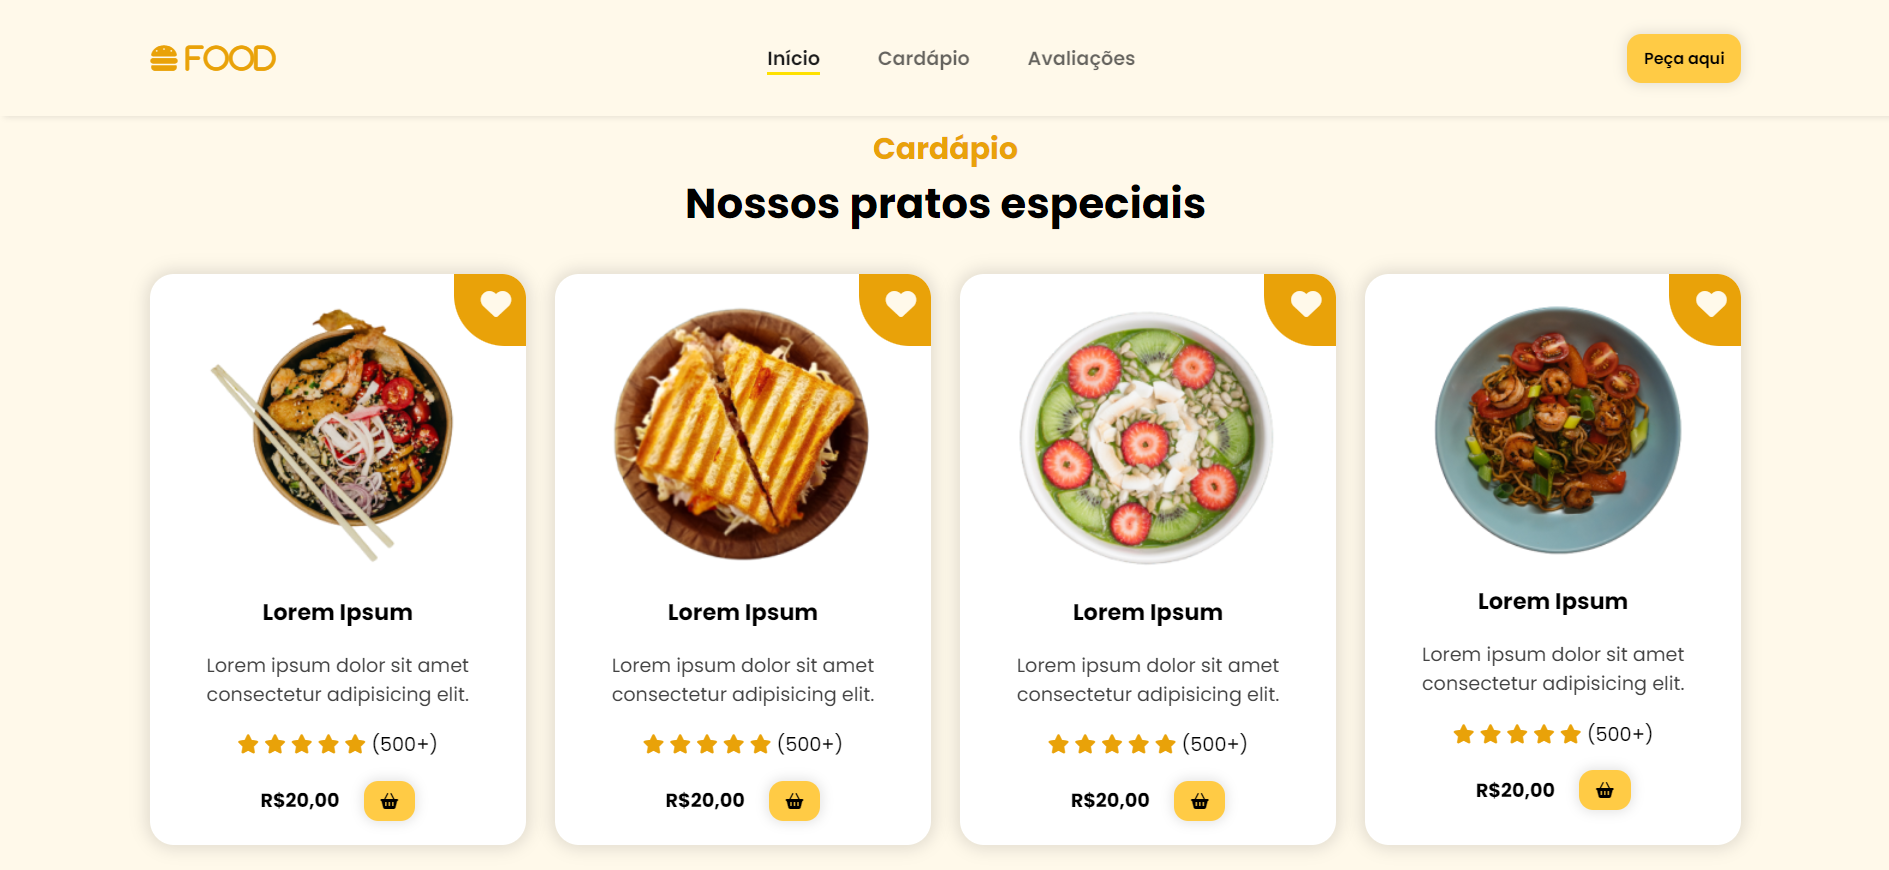 FOOD
Início
Cardápio
Avaliações
Peça aqui
Cardápio
Nossos pratos especiais
Lorem Ipsum
Lorem ipsum dolor sit amet
consectetur adipisicing elit.
(500+)
R$20,00
Lorem Ipsum
Lorem ipsum dolor sit amet
consectetur adipisicing elit.
(500+)
R$20,00
Lorem Ipsum
Lorem ipsum dolor sit amet
consectetur adipisicing elit.
(500+)
R$20,00
Lorem Ipsum
Lorem ipsum dolor sit amet
consectetur adipisicing elit.
(500+)
R$20,00